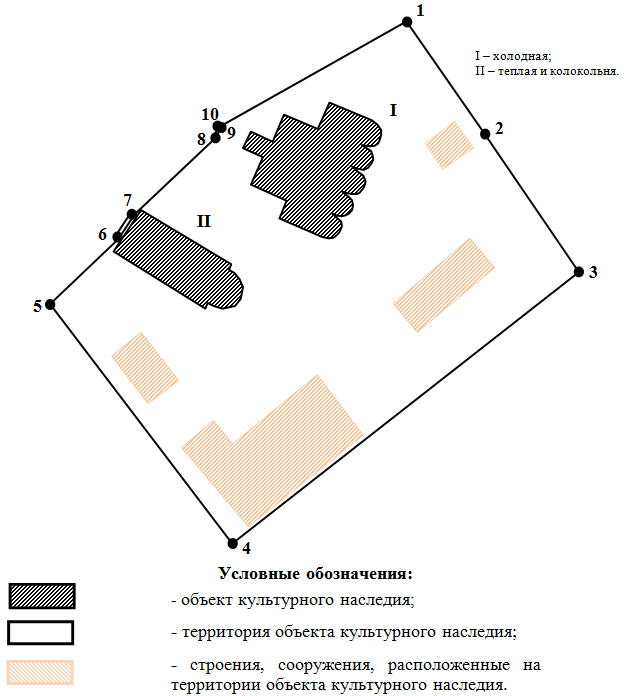 1
I – холодная;
II – теплая и колокольня.
I
10
9
2
8
7
II
6
3
5
4
Условные обозначения:
- объект культурного наследия;
- территория объекта культурного наследия;
- строения, сооружения, расположенные на
территории объекта культурного наследия.